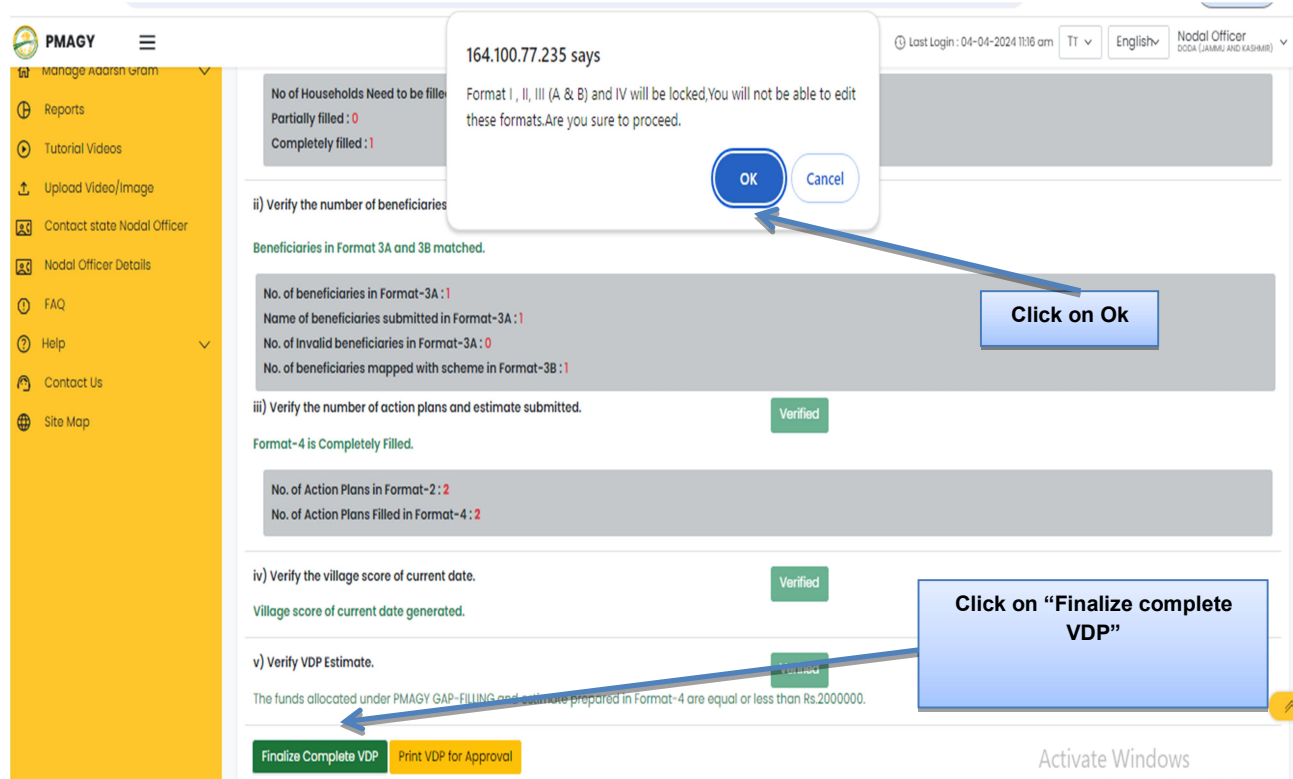 PMAGY
164.100.77.235 says
Format I , II, III (A & B) and IV will be locked,You will not be able to edit
these formats.Are you sure to proceed.
OK
Cancel
Last Login : 04-04-2024 11:16 am
TT
English
Nodal Officer
DODA (JAMMU AND KASHMIR)
Manage Adarsh Gram
Reports
Tutorial Videos
Upload Video/Image
Contact state Nodal Officer
Nodal Officer Details
FAQ
Help
Contact Us
Site Map
No of Households Need to be fille
Partially filled : 0
Completely filled : 1
ii) Verify the number of beneficiaries
Beneficiaries in Format 3A and 3B matched.
No. of beneficiaries in Format-3A : 1
Name of beneficiaries submitted in Format-3A : 1
No. of Invalid beneficiaries in Format-3A : 0
No. of beneficiaries mapped with scheme in Format-3B : 1
Click on Ok
iii) Verify the number of action plans and estimate submitted.
Verified
Format-4 is Completely Filled.
No. of Action Plans in Format-2 : 2
No. of Action Plans Filled in Format-4 : 2
iv) Verify the village score of current date.
Verified
Village score of current date generated.
Click on “Finalize complete
VDP”
v) Verify VDP Estimate.
Verified
The funds allocated under PMAGY GAP-FILLING and estimate prepared in Format-4 are equal or less than Rs.2000000.
Finalize Complete VDP
Print VDP for Approval
Activate Windows